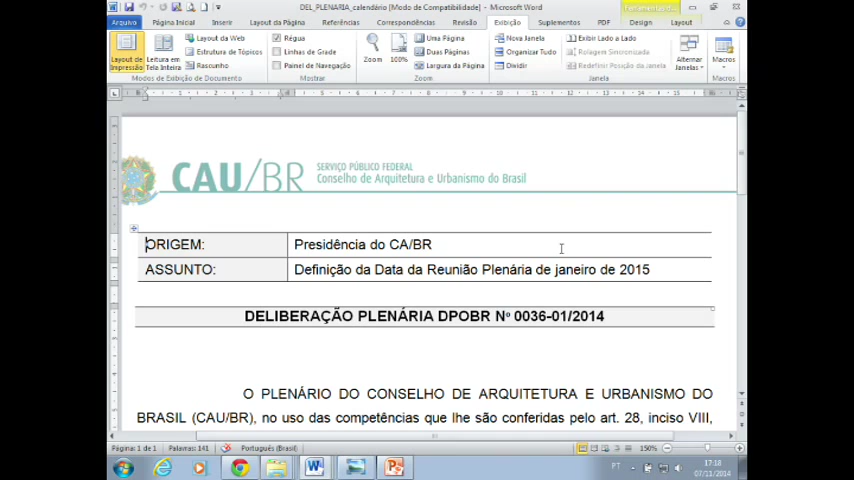 DEL_PLENARIA_calendário [Modo de Compatibilidade] - Microsoft Word
Arquivo Página Inicial Inserir Layout da Página Referências Correspondências Revisão Exibição Suplementos PDF Design Layout
Layout de Impressão
Leitura em Tela Inteira
Layout da Web
Estrutura de Tópicos
Rascunho
Modos de Exibição de Documento
Régua
Linhas de Grade
Painel de Navegação
Mostrar
Zoom
100%
Uma Página
Duas Páginas
Largura da Página
Zoom
Nova Janela
Organizar Tudo
Dividir
Exibir Lado a Lado
Rolagem Sincronizada
Redefinir Posição da Janela
Janela
Alternar Janelas
Macros
Macros
CAU/BR
SERVIÇO PÚBLICO FEDERAL
Conselho de Arquitetura e Urbanismo do Brasil
ORIGEM: Presidência do CA/BR
ASSUNTO: Definição da Data da Reunião Plenária de janeiro de 2015
DELIBERAÇÃO PLENÁRIA DPOBR Nº 0036-01/2014
O PLENÁRIO DO CONSELHO DE ARQUITETURA E URBANISMO DO
BRASIL (CAU/BR), no uso das competências que lhe são conferidas pelo art. 28, inciso VIII,
Página: 1 de 1 Palavras: 141 Português (Brasil) 150%
PT 17:18
07/11/2014